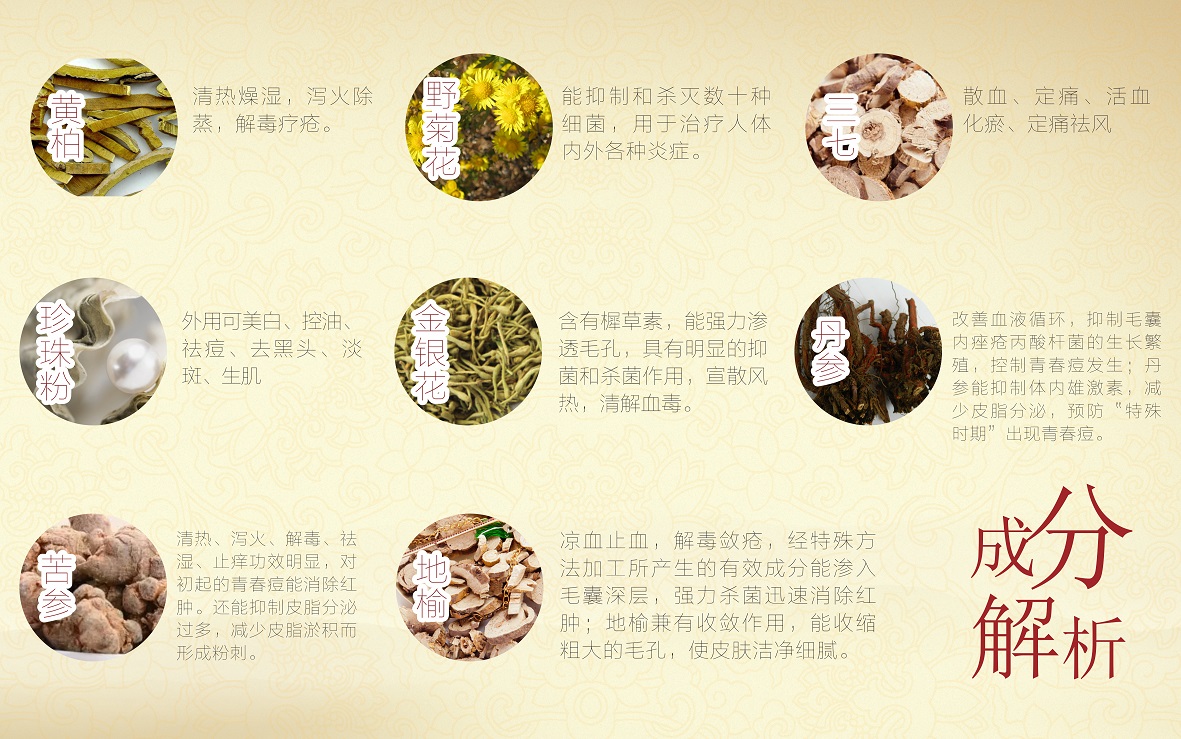 黄柏
清热燥湿，泻火除
蒸，解毒疗疮。
野菊花
能抑制和杀灭数十种
细菌，用于治疗人体
内外各种炎症。
三七
散血、定痛、活血
化瘀、定痛祛风
珍珠粉
外用可美白、控油、
祛痘、去黑头、淡
斑、生肌
金银花
含有樨草素，能强力渗
透毛孔，具有明显的抑
菌和杀菌作用，宣散风
热，清解血毒。
丹参
改善血液循环，抑制毛囊
内痤疮丙酸杆菌的生长繁
殖，控制青春痘发生；丹
参能抑制体内雄激素，减
少皮脂分泌，预防“特殊
时期”出现青春痘。
苦参
清热、泻火、解毒、祛
湿、止痒功效明显，对
初起的青春痘能消除红
肿。还能抑制皮脂分泌
过多，减少皮脂淤积而
形成粉刺。
地榆
凉血止血，解毒敛疮，经特殊方
法加工所产生的有效成分能渗入
毛囊深层，强力杀菌迅速消除红
肿；地榆兼有收敛作用，能收缩
粗大的毛孔，使皮肤洁净细腻。
成分
解析